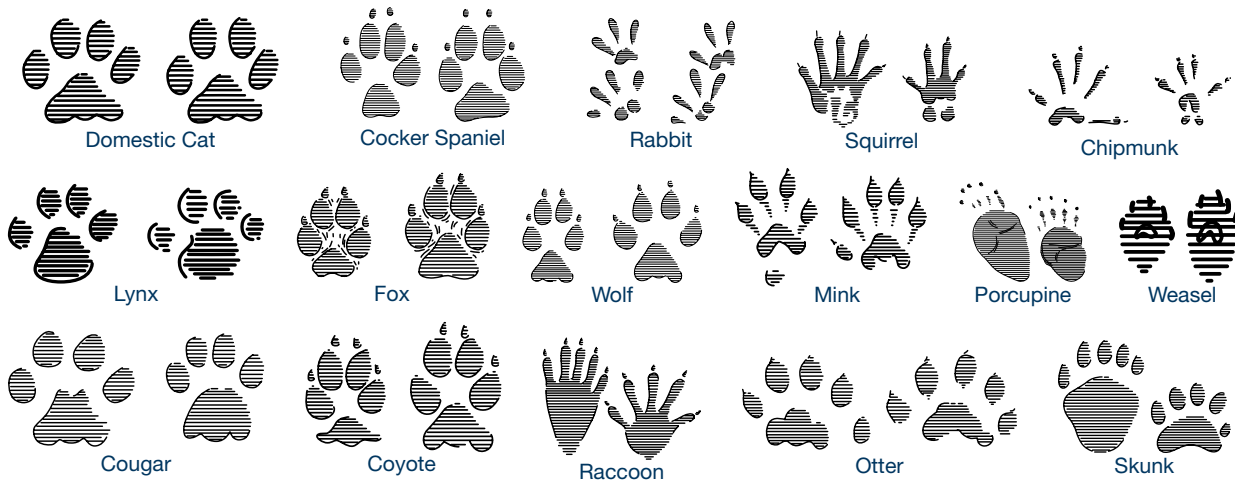 Domestic Cat
Cocker Spaniel
Rabbit
Squirrel
Chipmunk
Lynx
Fox
Wolf
Mink
Porcupine
Weasel
Cougar
Coyote
Raccoon
Otter
Skunk